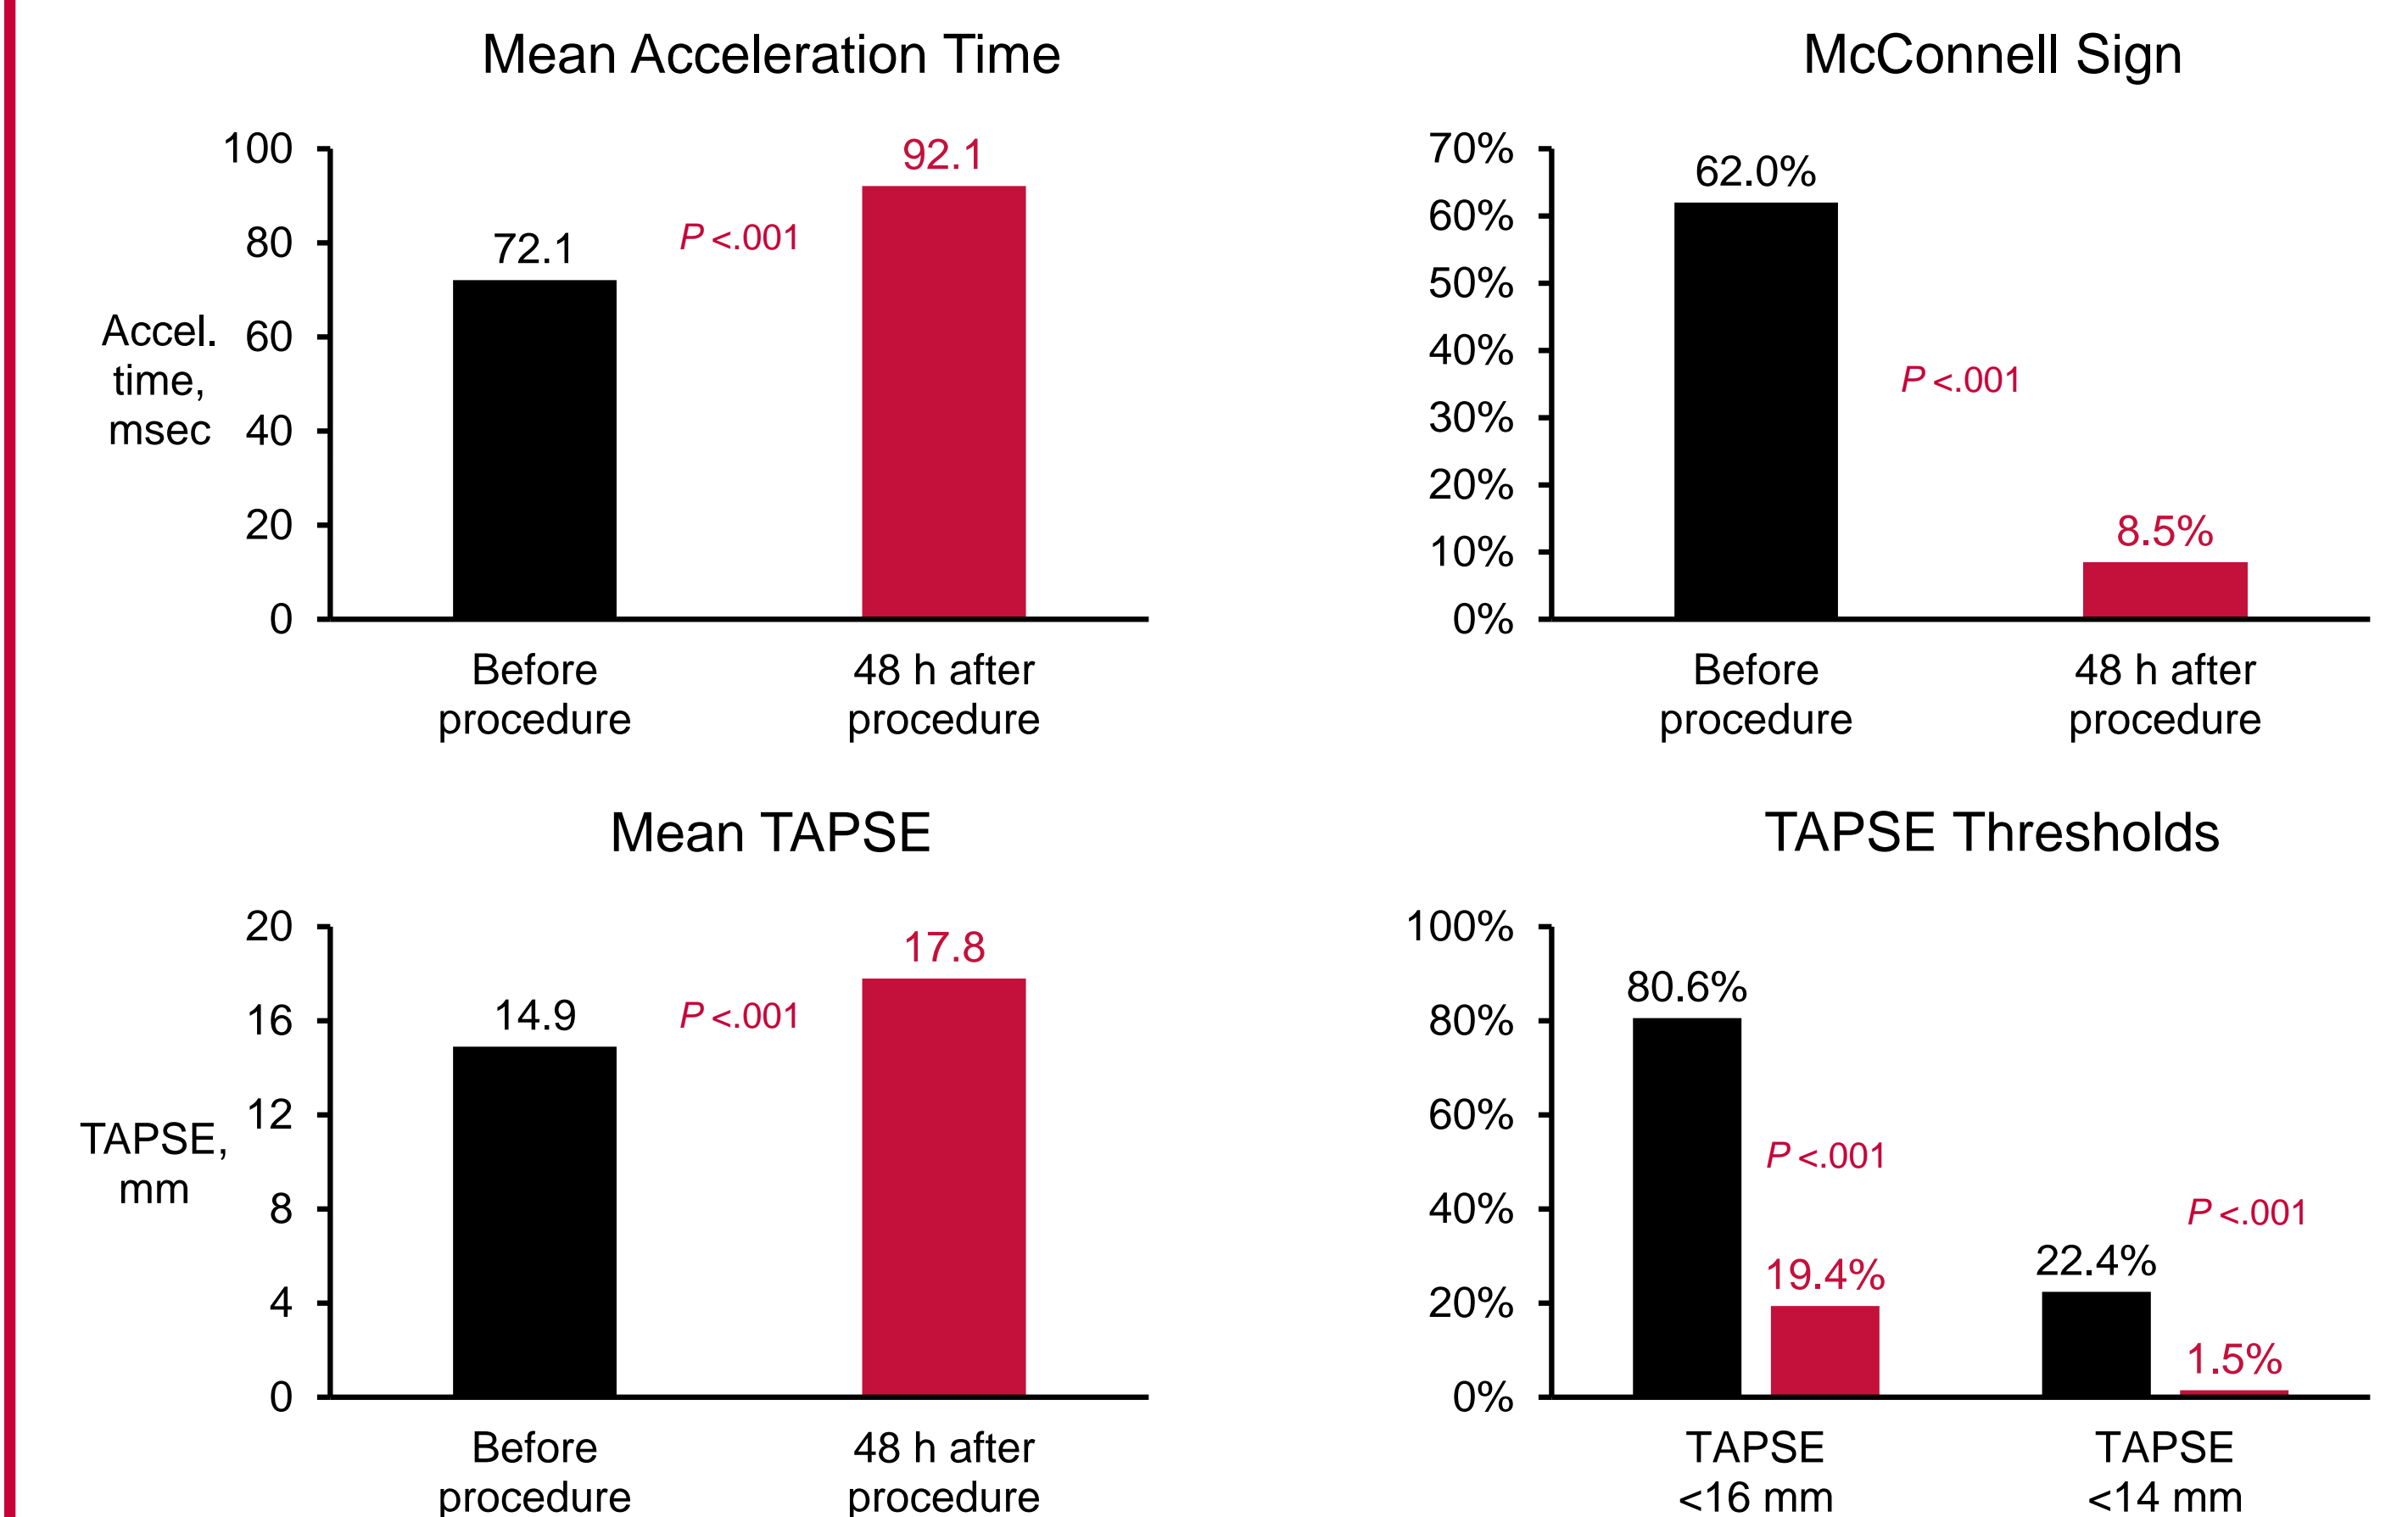 Mean Acceleration Time
100
80
60
40
20
0
Accel.
time,
msec
72.1
P <.001
92.1
Before
procedure
48 h after
procedure
McConnell Sign
70%
60%
50%
40%
30%
20%
10%
0%
62.0%
P <.001
8.5%
Before
procedure
48 h after
procedure
Mean TAPSE
20
16
12
8
4
0
TAPSE,
mm
14.9
P <.001
17.8
Before
procedure
48 h after
procedure
TAPSE Thresholds
100%
80%
60%
40%
20%
0%
80.6%
P <.001
19.4%
22.4%
P <.001
1.5%
TAPSE
<16 mm
TAPSE
<14 mm